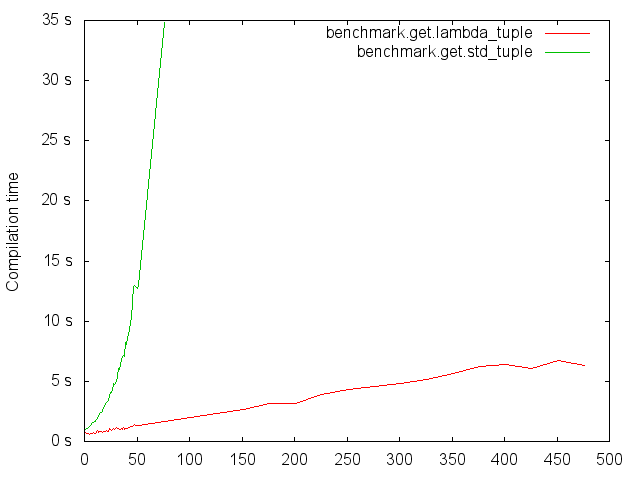 35 s
benchmark.get.lambda_tuple
benchmark.get.std_tuple
30 s
25 s
20 s
Compilation time
15 s
10 s
5 s
0 s
0 50 100 150 200 250 300 350 400 450 500